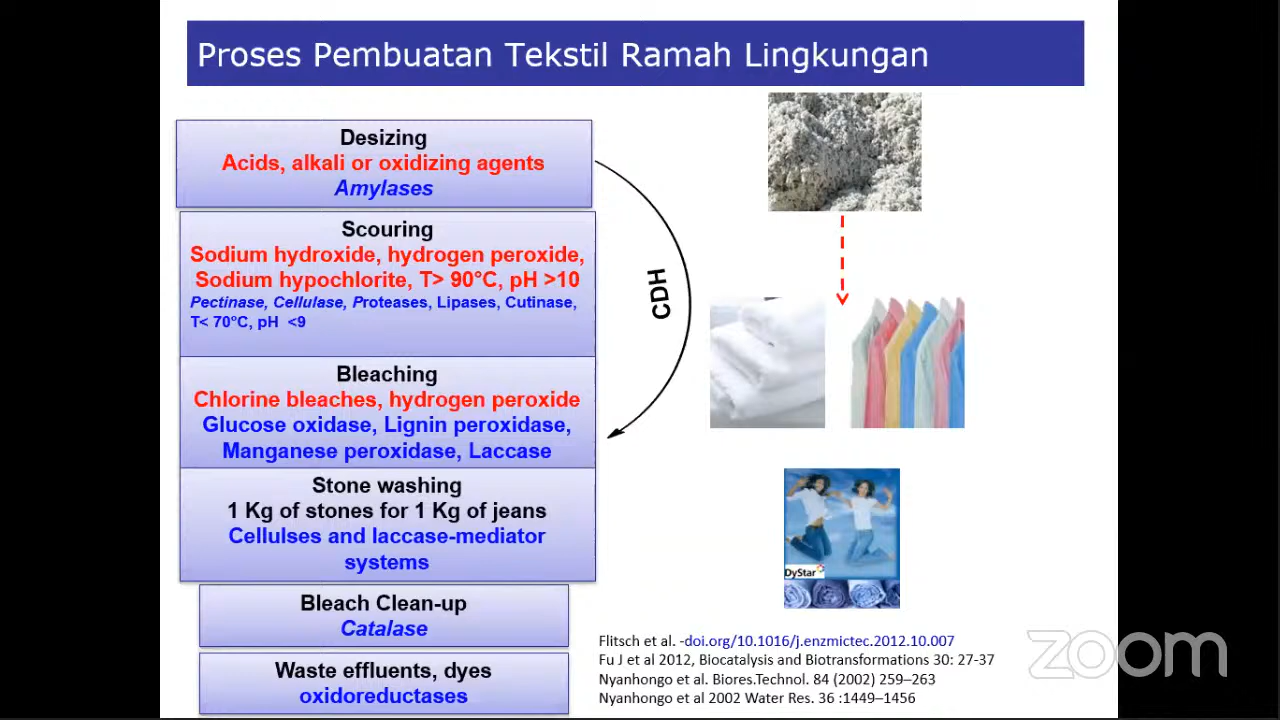 Proses Pembuatan Tekstil Ramah Lingkungan
Desizing
Acids, alkali or oxidizing agents
Amylases
Scouring
Sodium hydroxide, hydrogen peroxide,
Sodium hypochlorite, T> 90°C, pH >10
Pectinase, Cellulase, Proteases, Lipases, Cutinase,
T< 70°C, pH <9
Bleaching
Chlorine bleaches, hydrogen peroxide
Glucose oxidase, Lignin peroxidase,
Manganese peroxidase, Laccase
Stone washing
1 Kg of stones for 1 Kg of jeans
Cellulses and laccase-mediator
systems
Bleach Clean-up
Catalase
Waste effluents, dyes
oxidoreductases
CDH
DyStar
Flitsch et al. -doi.org/10.1016/j.enzmictec.2012.10.007
Fu J et al 2012, Biocatalysis and Biotransformations 30: 27-37
Nyanhongo et al. Biores.Technol. 84 (2002) 259–263
Nyanhongo et al 2002 Water Res. 36 :1449–1456
zoom